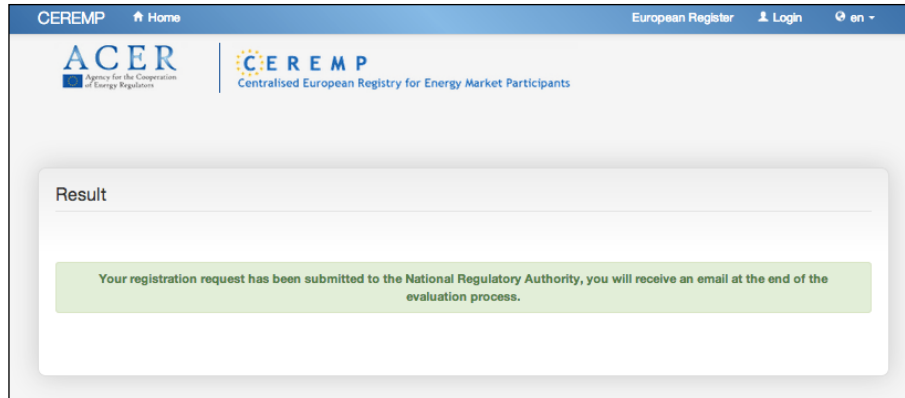 CEREMP Home European Register Login en
ACER
Agency for the Cooperation
of Energy Regulators
CEREMP
Centralised European Registry for Energy Market Participants
Result
Your registration request has been submitted to the National Regulatory Authority, you will receive an email at the end of the
evaluation process.